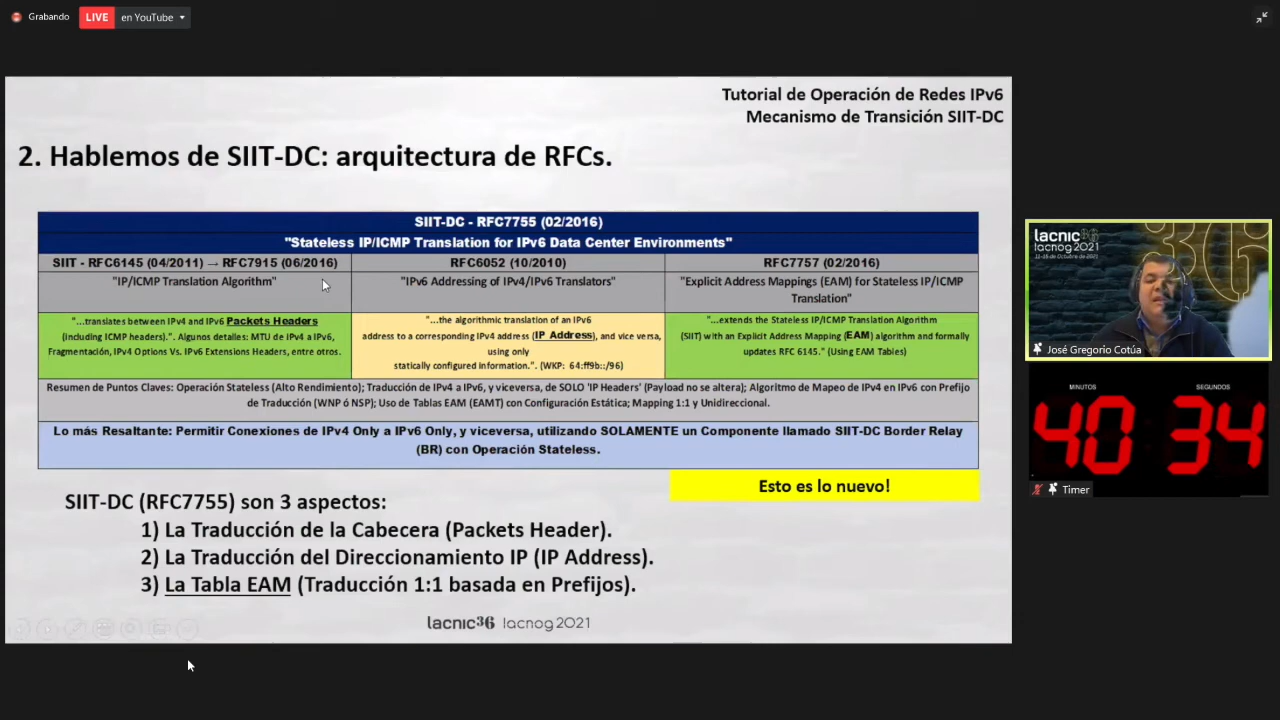 Grabando
LIVE en YouTube
Tutorial de Operación de Redes IPv6
Mecanismo de Transición SIIT-DC
2. Hablemos de SIIT-DC: arquitectura de RFCs.
SIIT-DC - RFC7755 (02/2016)
"Stateless IP/ICMP Translation for IPv6 Data Center Environments"
SIIT - RFC6145 (04/2011) → RFC7915 (06/2016)
"IP/ICMP Translation Algorithm"
"...translates between IPv4 and IPv6 Packets Headers
(including ICMP headers).". Algunos detalles: MTU de IPv4 a IPv6,
Fragmentación, IPv4 Options Vs. IPv6 Extensions Headers, entre otros.
RFC6052 (10/2010)
"IPv6 Addressing of IPv4/IPv6 Translators"
"...the algorithmic translation of an IPv6
address to a corresponding IPv4 address (IP Address), and vice versa,
using only
statically configured information.". (WKP: 64:ff9b::/96)
RFC7757 (02/2016)
"Explicit Address Mappings (EAM) for Stateless IP/ICMP
Translation"
"...extends the Stateless IP/ICMP Translation Algorithm
(SIIT) with an Explicit Address Mapping (EAM) algorithm and formally
updates RFC 6145." (Using EAM Tables)
Resumen de Puntos Claves: Operación Stateless (Alto Rendimiento); Traducción de IPv4 a IPv6, y viceversa, de SOLO 'IP Headers' (Payload no se altera); Algoritmo de Mapeo de IPv4 en IPv6 con Prefijo
de Traducción (WNP ó NSP); Uso de Tablas EAM (EAMT) con Configuración Estática; Mapping 1:1 y Unidireccional.
Lo más Resaltante: Permitir Conexiones de IPv4 Only a IPv6 Only, y viceversa, utilizando SOLAMENTE un Componente llamado SIIT-DC Border Relay
(BR) con Operación Stateless.
Esto es lo nuevo!
SIIT-DC (RFC7755) son 3 aspectos:
1) La Traducción de la Cabecera (Packets Header).
2) La Traducción del Direccionamiento IP (IP Address).
3) La Tabla EAM (Traducción 1:1 basada en Prefijos).
lacnic36 lacnog2021
lacnic36
lacnog2021
11-15 de Octubre de 2021
José Gregorio Cotúa
MINUTOS SEGUNDOS
40 34
Timer